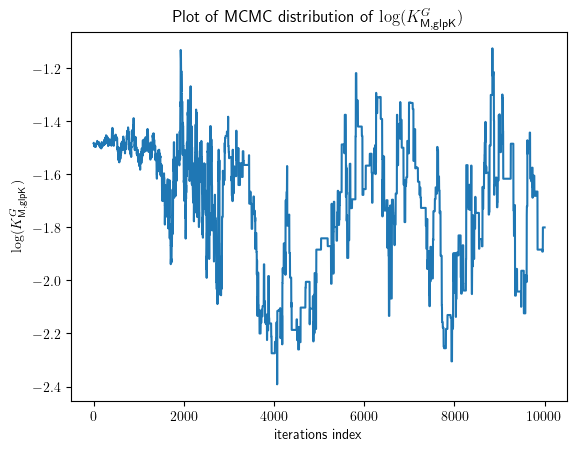 Plot of MCMC distribution of log(K^G_{M,glpK})
log(K^G_{M,glpK})
−1.2
−1.4
−1.6
−1.8
−2.0
−2.2
−2.4
0 2000 4000 6000 8000 10000
iterations index